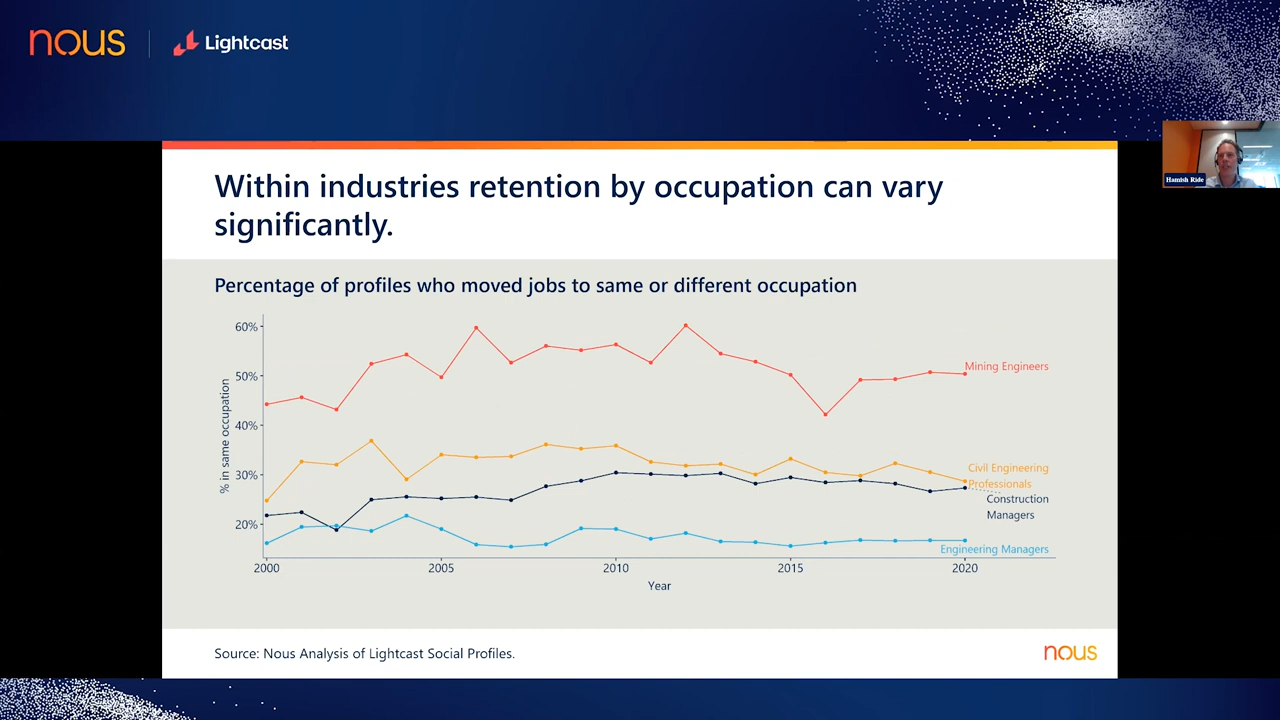 nous
Lightcast
Hamish Ride
Within industries retention by occupation can vary
significantly.
Percentage of profiles who moved jobs to same or different occupation
% in same occupation
60%
50%
40%
30%
20%
Mining Engineers
Civil Engineering
Professionals
Construction
Managers
Engineering Managers
2000
2005
2010
2015
2020
Year
Source: Nous Analysis of Lightcast Social Profiles.
nous